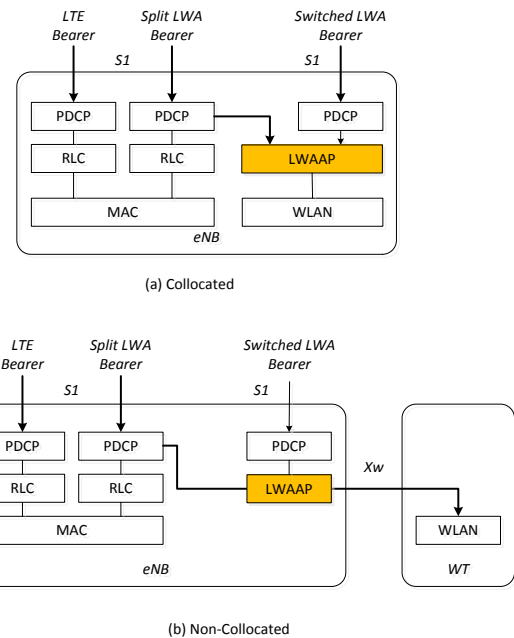 LTE Bearer
Split LWA Bearer
Switched LWA Bearer
S1
S1
PDCP
PDCP
PDCP
RLC
RLC
LWAAP
MAC
WLAN
eNB
(a) Collocated
LTE Bearer
Split LWA Bearer
Switched LWA Bearer
S1
S1
PDCP
PDCP
PDCP
Xw
RLC
RLC
LWAAP
MAC
WLAN
eNB
WT
(b) Non-Collocated